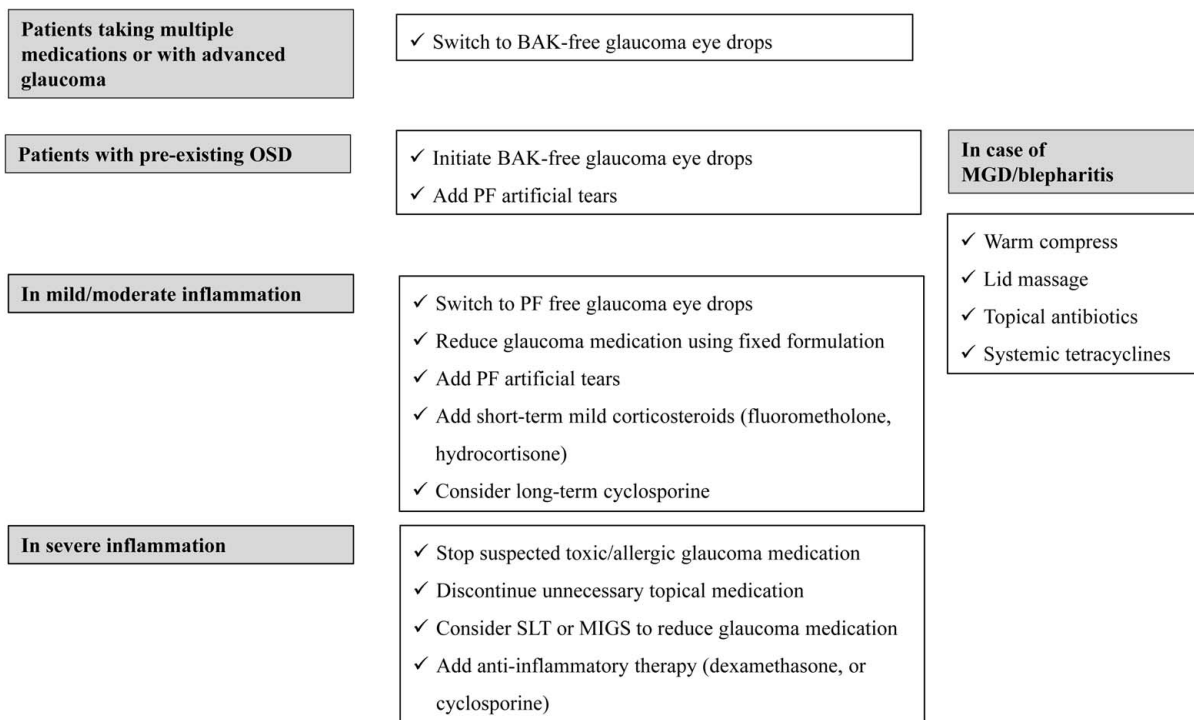 Patients taking multiple
medications or with advanced
glaucoma
✓ Switch to BAK-free glaucoma eye drops
Patients with pre-existing OSD
✓ Initiate BAK-free glaucoma eye drops
✓ Add PF artificial tears
In case of
MGD/blepharitis
✓ Warm compress
✓ Lid massage
✓ Topical antibiotics
✓ Systemic tetracyclines
In mild/moderate inflammation
✓ Switch to PF free glaucoma eye drops
✓ Reduce glaucoma medication using fixed formulation
✓ Add PF artificial tears
✓ Add short-term mild corticosteroids (fluorometholone,
hydrocortisone)
✓ Consider long-term cyclosporine
In severe inflammation
✓ Stop suspected toxic/allergic glaucoma medication
✓ Discontinue unnecessary topical medication
✓ Consider SLT or MIGS to reduce glaucoma medication
✓ Add anti-inflammatory therapy (dexamethasone, or
cyclosporine)